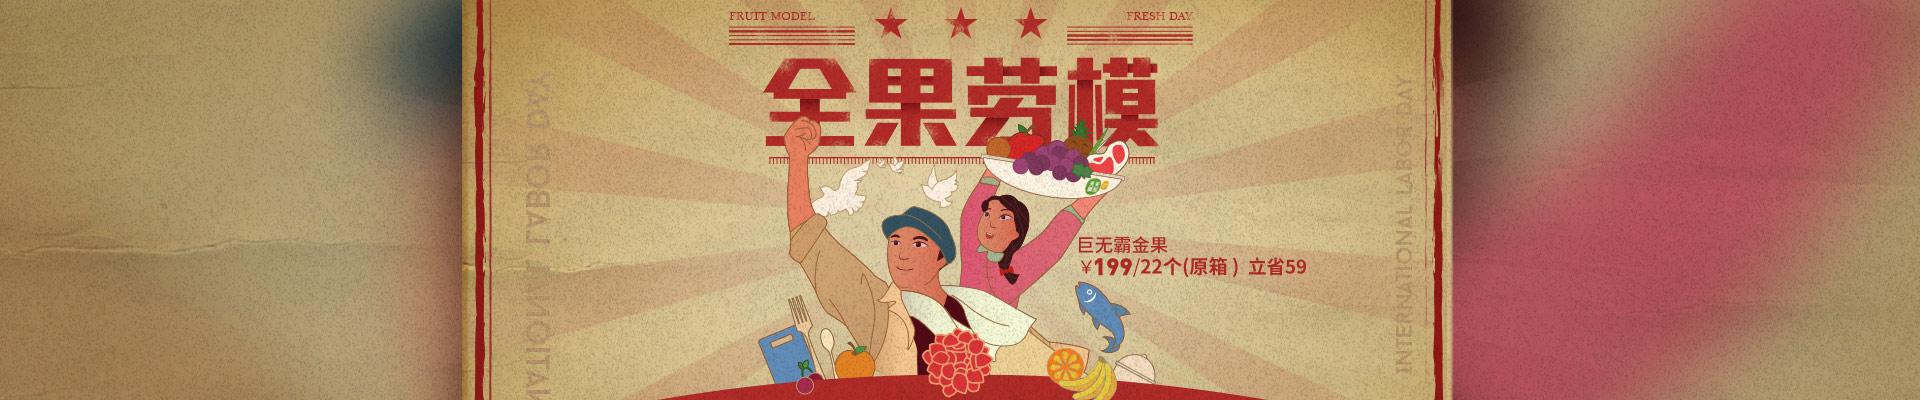 FRUIT MODEL
FRESH DAY
全果劳模
巨无霸金果
¥199/22个(原箱) 立省59
INTERNATIONAL LABOR DAY
INTERNATIONAL LABOR DAY